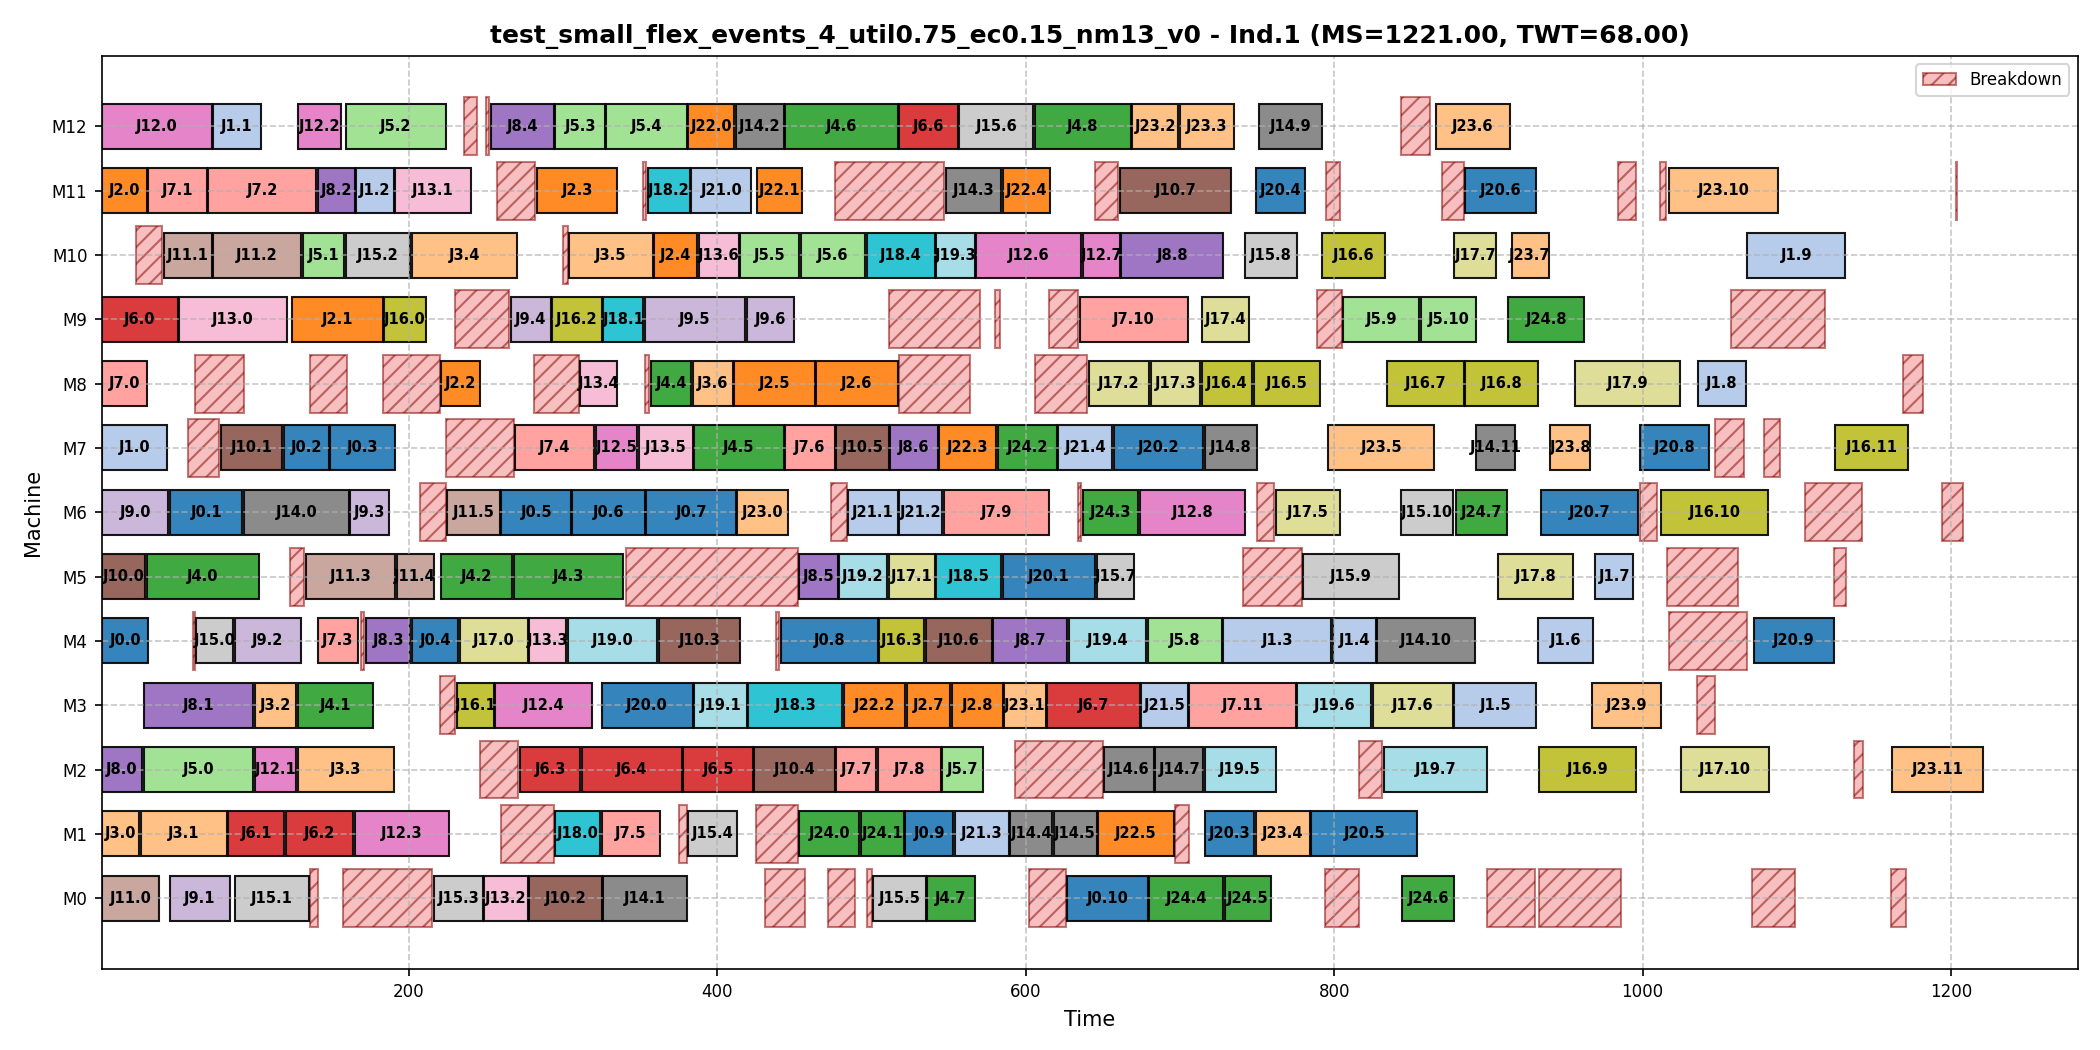 test_small_flex_events_4_util0.75_ec0.15_nm13_v0 - Ind.1 (MS=1221.00, TWT=68.00)
Breakdown
M12 J12.0 J1.1 J12.2 J5.2 J8.4 J5.3 J5.4 J22.0 J14.2 J4.6 J6.6 J15.6 J4.8 J23.2 J23.3 J14.9 J23.6
M11 J2.0 J7.1 J7.2 J8.2 J1.2 J13.1 J2.3 J18.2 J21.0 J22.1 J14.3 J22.4 J10.7 J20.4 J20.6 J23.10
M10 J11.1 J11.2 J5.1 J15.2 J3.4 J3.5 J2.4 J13.6 J5.5 J5.6 J18.4 J19.3 J12.6 J12.7 J8.8 J15.8 J16.6 J17.7 J23.7 J1.9
M9 J6.0 J13.0 J2.1 J16.0 J9.4 J16.2 J18.1 J9.5 J9.6 J7.10 J17.4 J5.9 J5.10 J24.8
M8 J7.0 J2.2 J13.4 J4.4 J3.6 J2.5 J2.6 J17.2 J17.3 J16.4 J16.5 J16.7 J16.8 J17.9 J1.8
M7 J1.0 J10.1 J0.2 J0.3 J7.4 J12.5 J13.5 J4.5 J7.6 J10.5 J8.6 J22.3 J24.2 J21.4 J20.2 J14.8 J23.5 J14.11 J23.8 J20.8 J16.11
M6 J9.0 J0.1 J14.0 J9.3 J11.5 J0.5 J0.6 J0.7 J23.0 J21.1 J21.2 J7.9 J24.3 J12.8 J17.5 J15.10 J24.7 J20.7 J16.10
M5 J10.0 J4.0 J11.3 J11.4 J4.2 J4.3 J8.5 J19.2 J17.1 J18.5 J20.1 J15.7 J15.9 J17.8 J1.7
M4 J0.0 J15.0 J9.2 J7.3 J8.3 J0.4 J17.0 J13.3 J19.0 J10.3 J0.8 J16.3 J10.6 J8.7 J19.4 J5.8 J1.3 J1.4 J14.10 J1.6 J20.9
M3 J8.1 J3.2 J4.1 J16.1 J12.4 J20.0 J19.1 J18.3 J22.2 J2.7 J2.8 J23.1 J6.7 J21.5 J7.11 J19.6 J17.6 J1.5 J23.9
M2 J8.0 J5.0 J12.1 J3.3 J6.3 J6.4 J6.5 J10.4 J7.7 J7.8 J5.7 J14.6 J14.7 J19.5 J19.7 J16.9 J17.10 J23.11
M1 J3.0 J3.1 J6.1 J6.2 J12.3 J18.0 J7.5 J15.4 J24.0 J24.1 J0.9 J21.3 J14.4 J14.5 J22.5 J20.3 J23.4 J20.5
M0 J11.0 J9.1 J15.1 J15.3 J13.2 J10.2 J14.1 J15.5 J4.7 J0.10 J24.4 J24.5 J24.6
200 400 600 800 1000 1200
Time
Machine